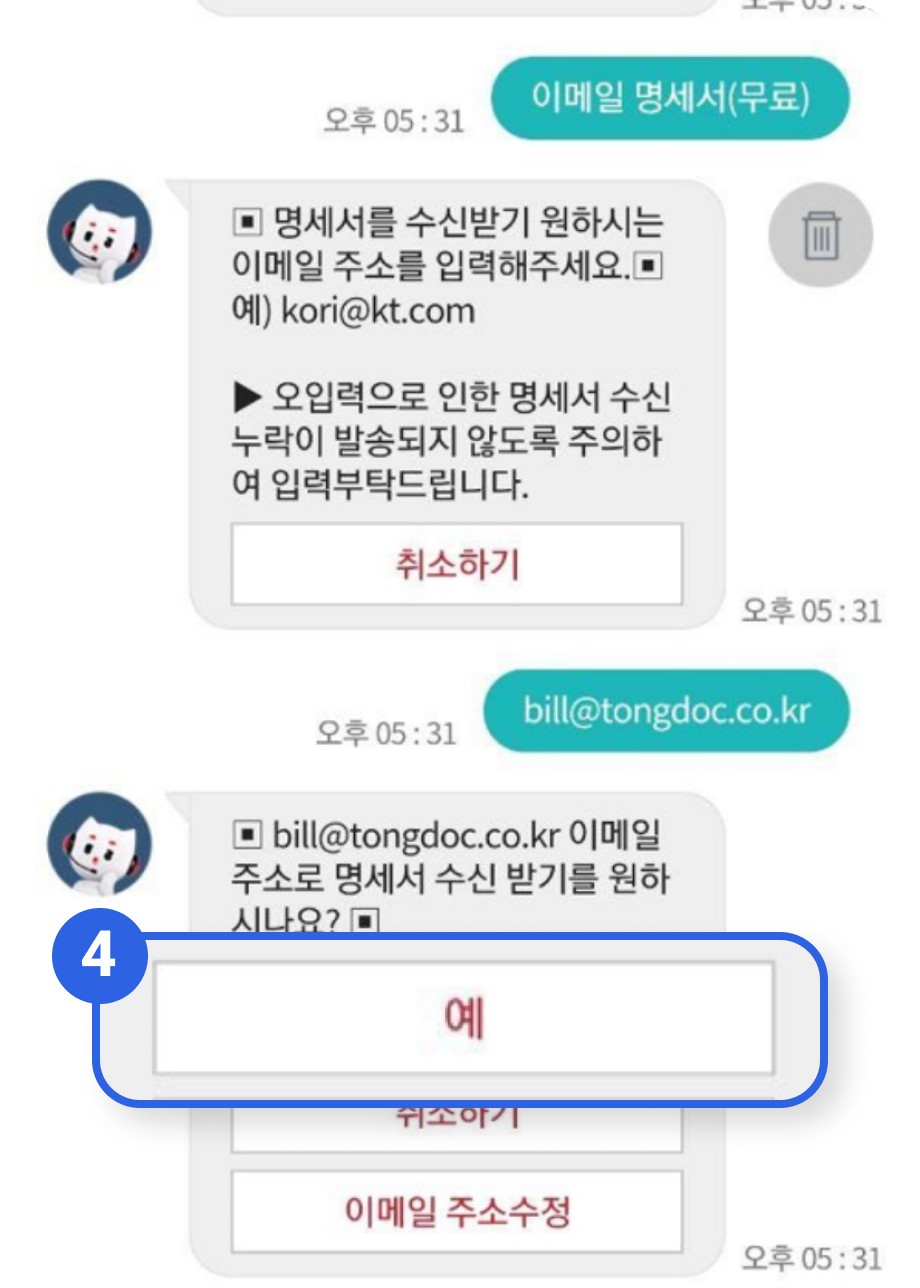 이메일 명세서(무료)
오후 05 : 31
▣ 명세서를 수신받기 원하시는
이메일 주소를 입력해주세요.▣
예) kori@kt.com
▶ 오입력으로 인한 명세서 수신
누락이 발송되지 않도록 주의하
여 입력부탁드립니다.
취소하기
오후 05 : 31
bill@tongdoc.co.kr
오후 05 : 31
▣ bill@tongdoc.co.kr 이메일
주소로 명세서 수신 받기를 원하
시나요? ▣
4
예
취소하기
이메일 주소수정
오후 05 : 31